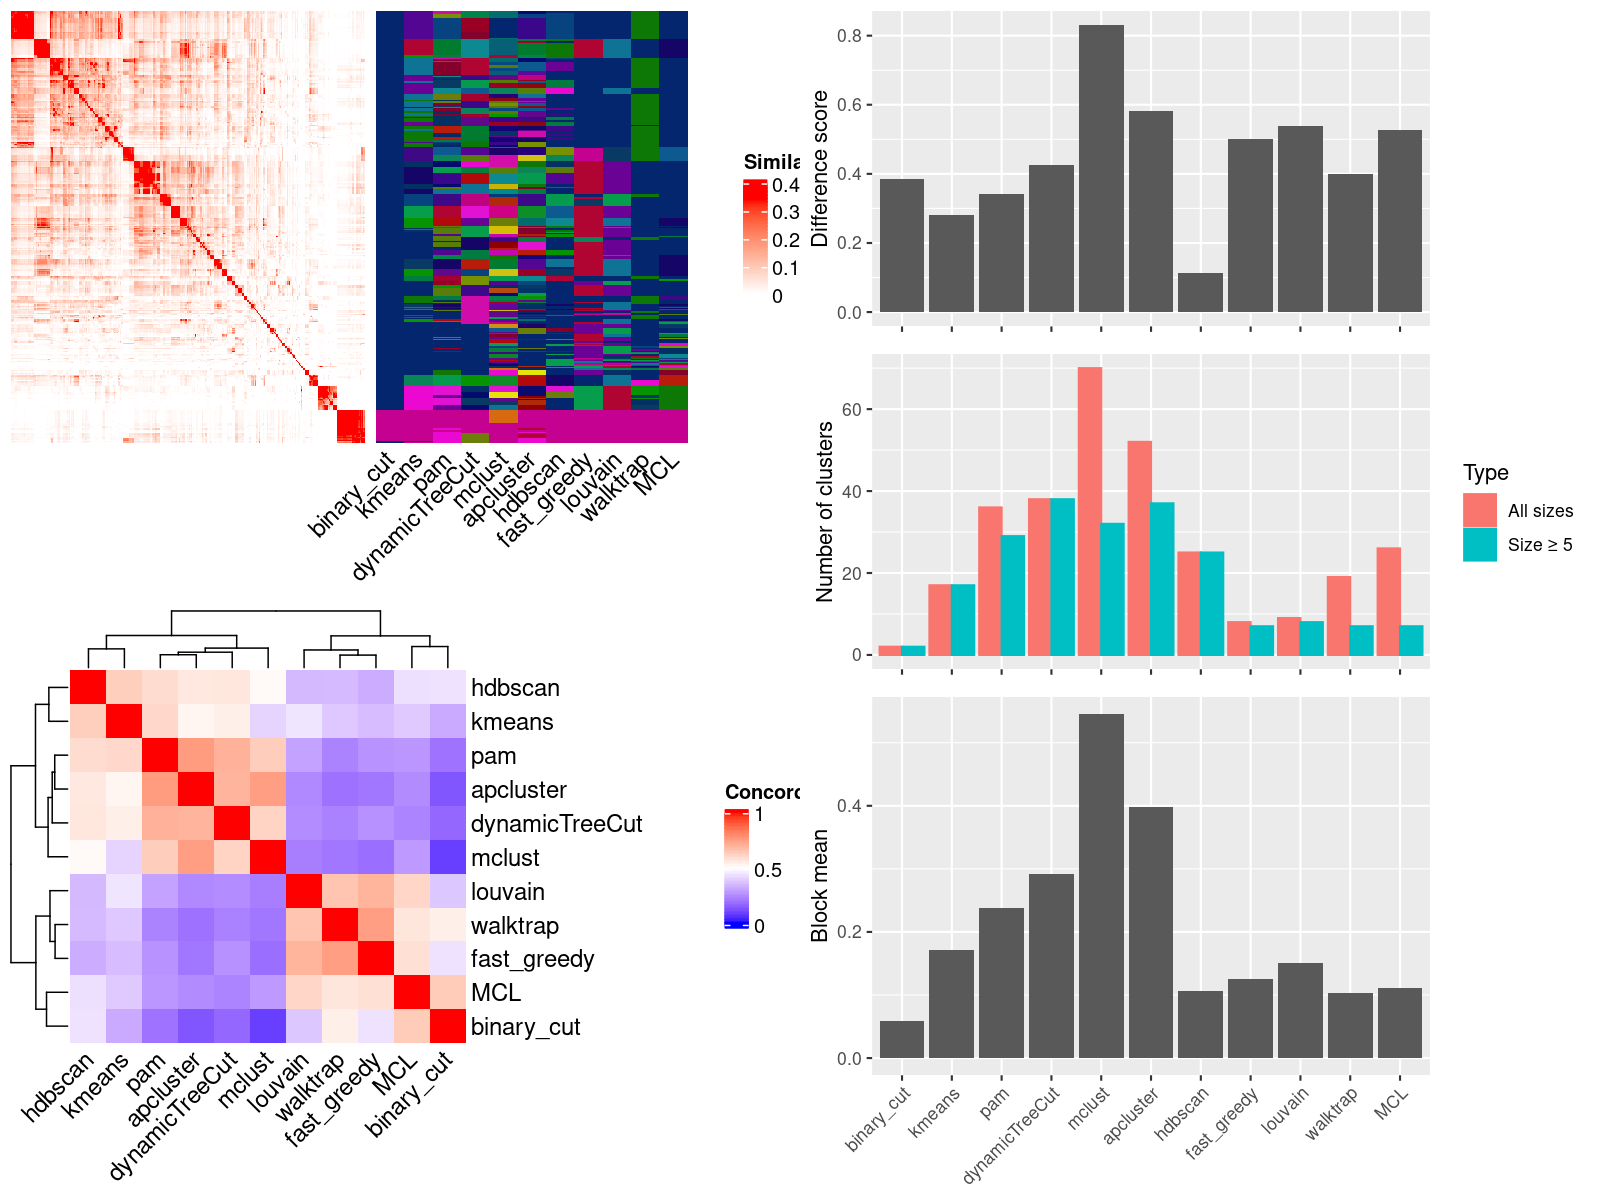 Simila
0.4
0.3
0.2
0.1
0
binary_cut
kmeans
pam
dynamicTreeCut
mclust
apcluster
hdbscan
fast_greedy
louvain
walktrap
MCL
Difference score
0.8
0.6
0.4
0.2
0.0
Number of clusters
60
40
20
0
Type
All sizes
Size ≥ 5
hdbscan
kmeans
pam
apcluster
dynamicTreeCut
mclust
louvain
walktrap
fast_greedy
MCL
binary_cut
hdbscan
kmeans
pam
apcluster
dynamicTreeCut
mclust
louvain
walktrap
fast_greedy
MCL
binary_cut
Concord
1
0.5
0
Block mean
0.4
0.2
0.0
binary_cut
kmeans
pam
dynamicTreeCut
mclust
apcluster
hdbscan
fast_greedy
louvain
walktrap
MCL